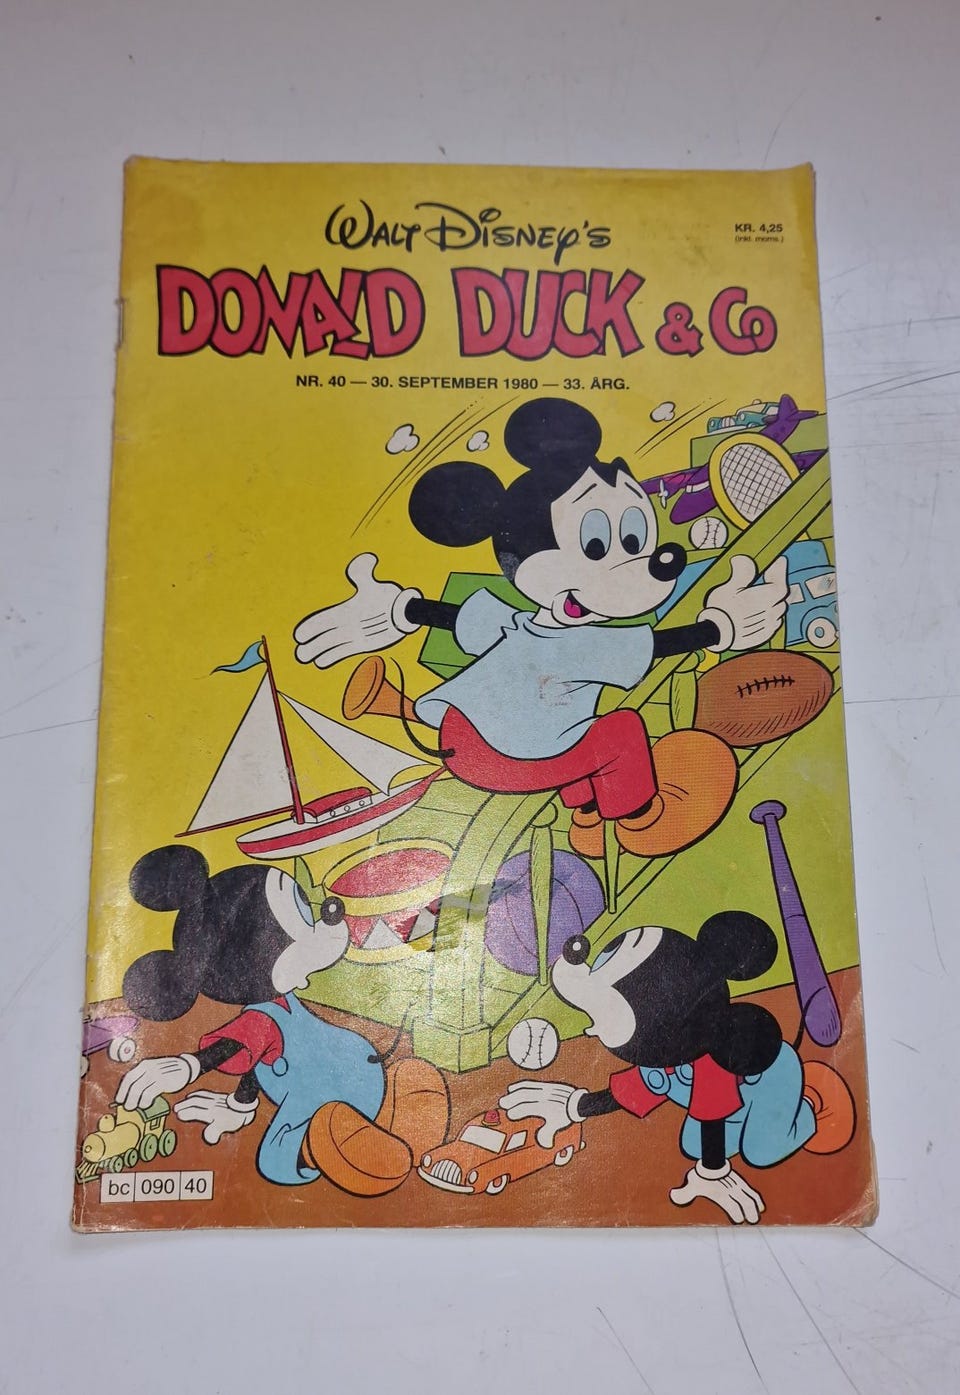 WALT DISNEY'S
KR. 4,25
(inkl. moms.)
DONALD DUCK & Co
NR. 40 — 30. SEPTEMBER 1980 — 33. ÅRG.
bc 090 40